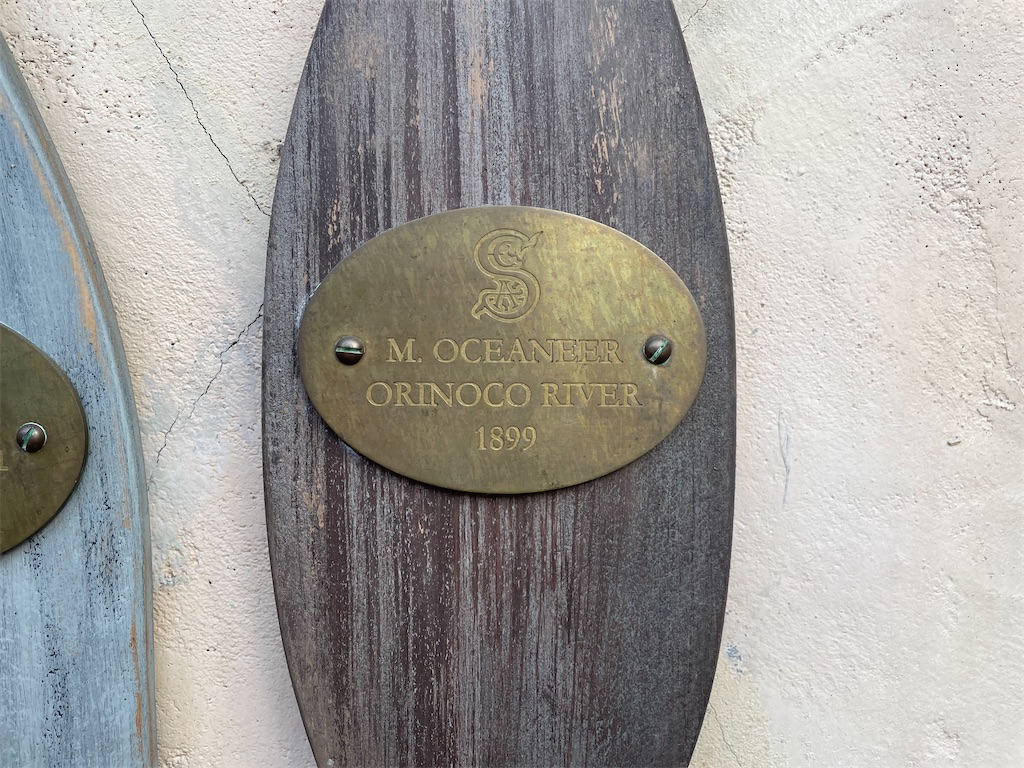 S
M. OCEANEER
ORINOCO RIVER
1899